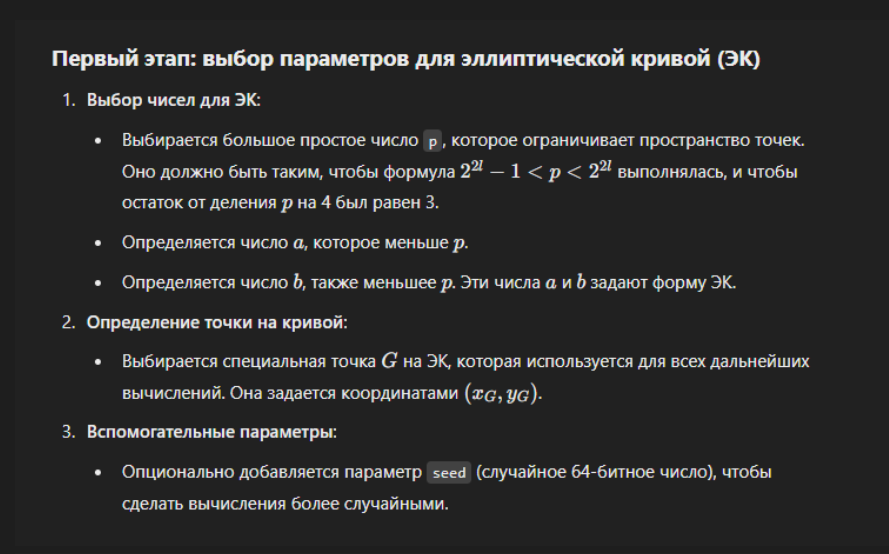 Первый этап: выбор параметров для эллиптической кривой (ЭК)
1. Выбор чисел для ЭК:
• Выбирается большое простое число p, которое ограничивает пространство точек.
Оно должно быть таким, чтобы формула 2^{2l} − 1 < p < 2^{2l} выполнялась, и чтобы
остаток от деления p на 4 был равен 3.
• Определяется число a, которое меньше p.
• Определяется число b, также меньшее p. Эти числа a и b задают форму ЭК.
2. Определение точки на кривой:
• Выбирается специальная точка G на ЭК, которая используется для всех дальнейших
вычислений. Она задается координатами (x_G, y_G).
3. Вспомогательные параметры:
• Опционально добавляется параметр seed (случайное 64-битное число), чтобы
сделать вычисления более случайными.